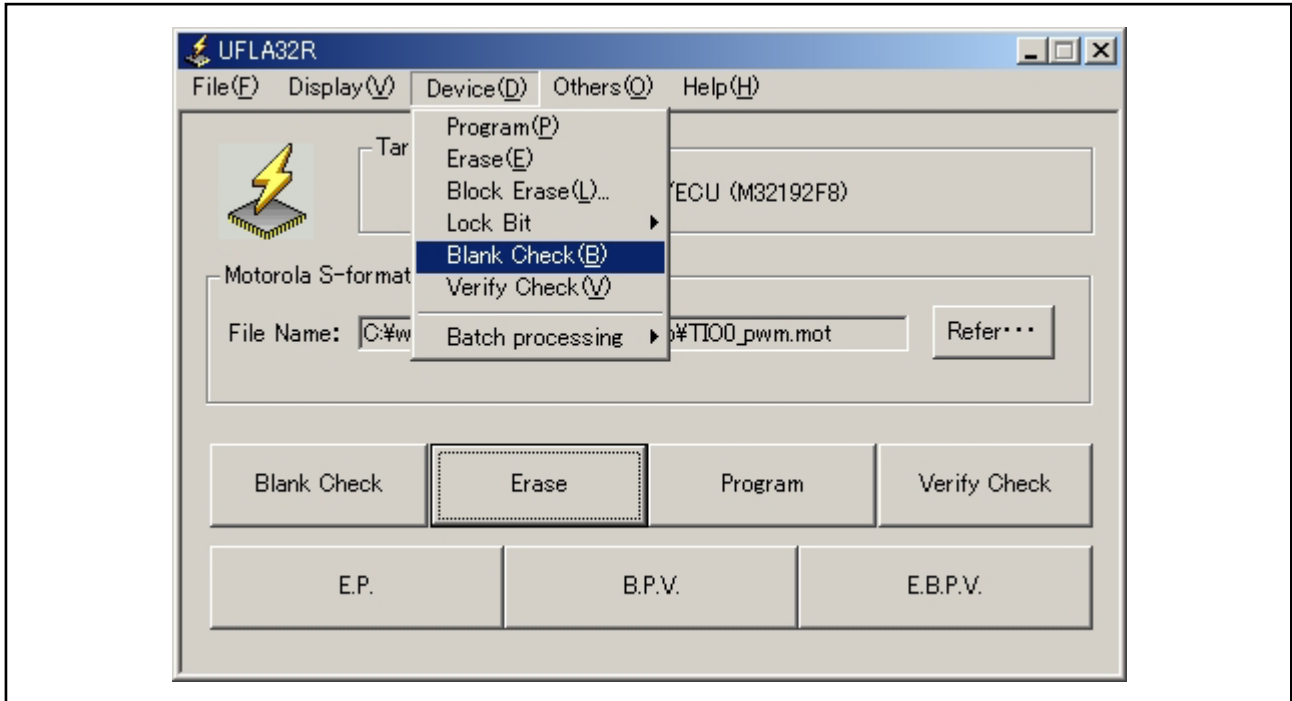 UFLA32R
File(F) Display(V) Device(D) Others(O) Help(H)
Program(P)
Erase(E)
Block Erase(L)...
Lock Bit
Blank Check(B)
Verify Check(V)
Batch processing
Tar
/ECU (M32192F8)
Motorola S-format
File Name: C:¥w ¥TIO0_pwm.mot Refer···
Blank Check Erase Program Verify Check
E.P. B.P.V. E.B.P.V.